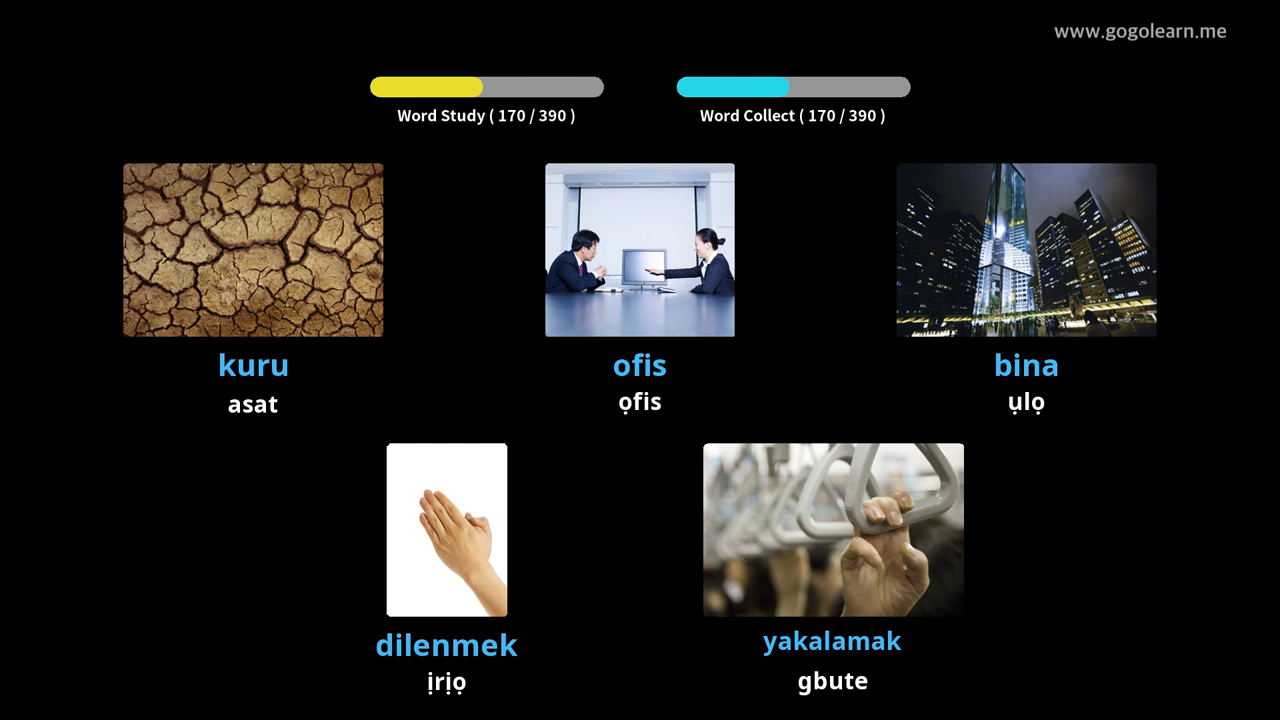 www.gogolearn.me
Word Study ( 170 / 390 )
Word Collect ( 170 / 390 )
kuru
asat
ofis
ọfis
bina
ụlọ
dilenmek
ịrịọ
yakalamak
gbute